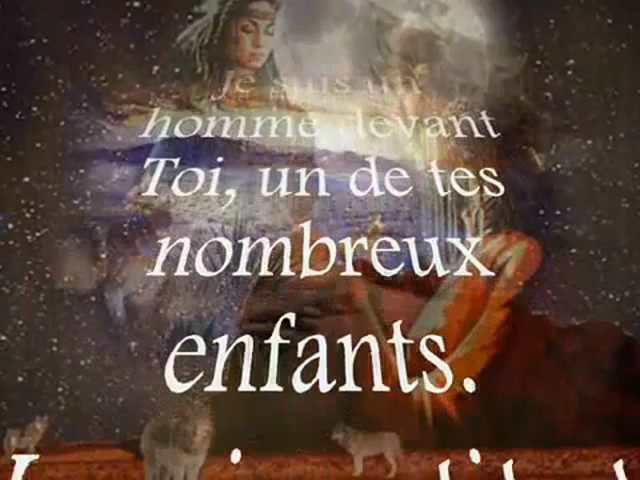 Je suis un
homme devant
Toi, un de tes
nombreux
enfants.